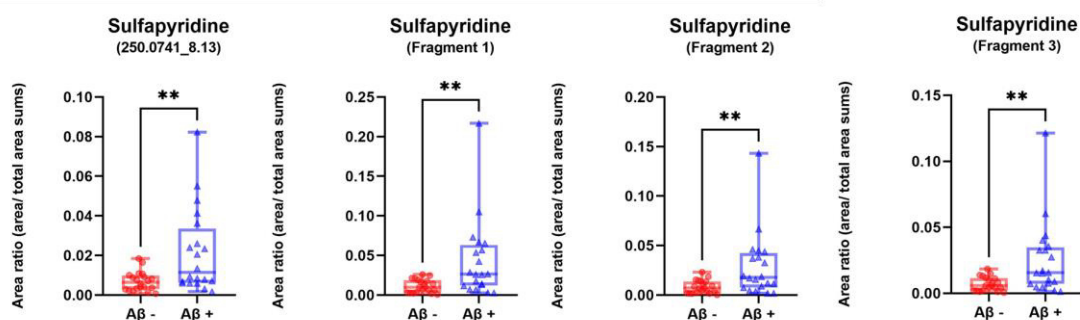 Sulfapyridine
(250.0741_8.13)
Area ratio (area/ total area sums)
0.10
0.08
0.06
0.04
0.02
0.00
**
Aβ - Aβ +
Sulfapyridine
(Fragment 1)
Area ratio (area/ total area sums)
0.25
0.20
0.15
0.10
0.05
0.00
**
Aβ - Aβ +
Sulfapyridine
(Fragment 2)
Area ratio (area/ total area sums)
0.20
0.15
0.10
0.05
0.00
**
Aβ - Aβ +
Sulfapyridine
(Fragment 3)
Area ratio (area/ total area sums)
0.15
0.10
0.05
0.00
**
Aβ - Aβ +